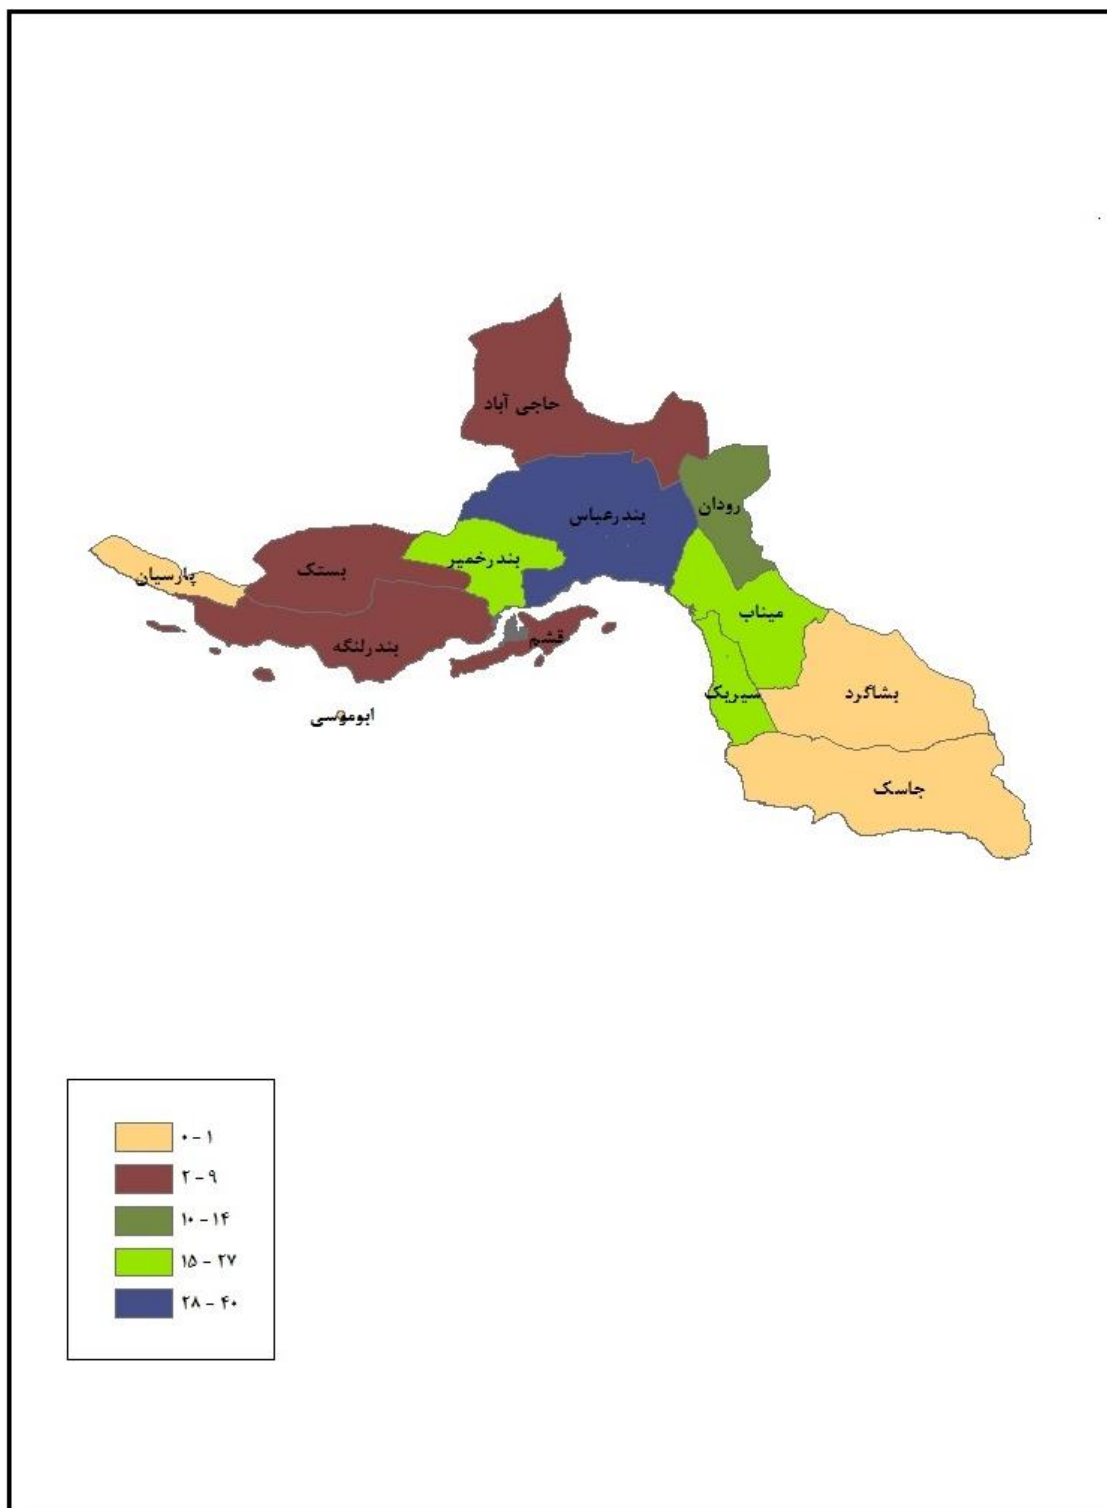 حاجی آباد
رودان
بندرعباس
بندرخمیر
بستک
پارسیان
میناب
قشم
بندرلنگه
سیریک
بشاگرد
ابوموسی
جاسک
۰ - ۱
۲ - ۹
۱۰ - ۱۴
۱۵ - ۲۷
۲۸ - ۴۰